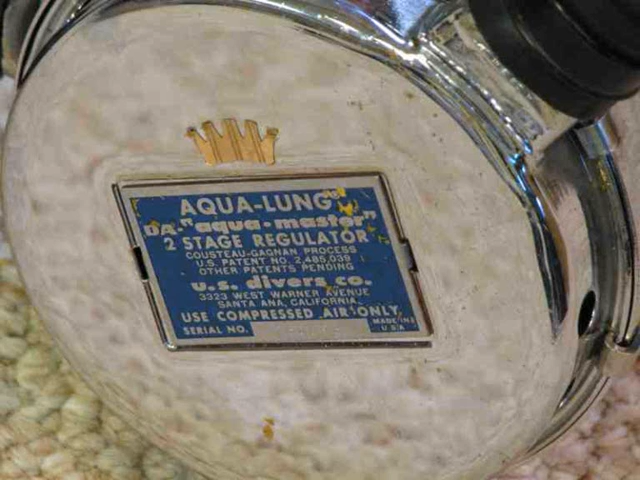 AQUA-LUNG
DA-"aqua-master"
2 STAGE REGULATOR
COUSTEAU-GAGNAN PROCESS
U.S. PATENT NO. 2,485,039
OTHER PATENTS PENDING
u.s. divers co.
3323 WEST WARNER AVENUE
SANTA ANA, CALIFORNIA
USE COMPRESSED AIR ONLY
SERIAL NO.
MADE IN
U.S.A.